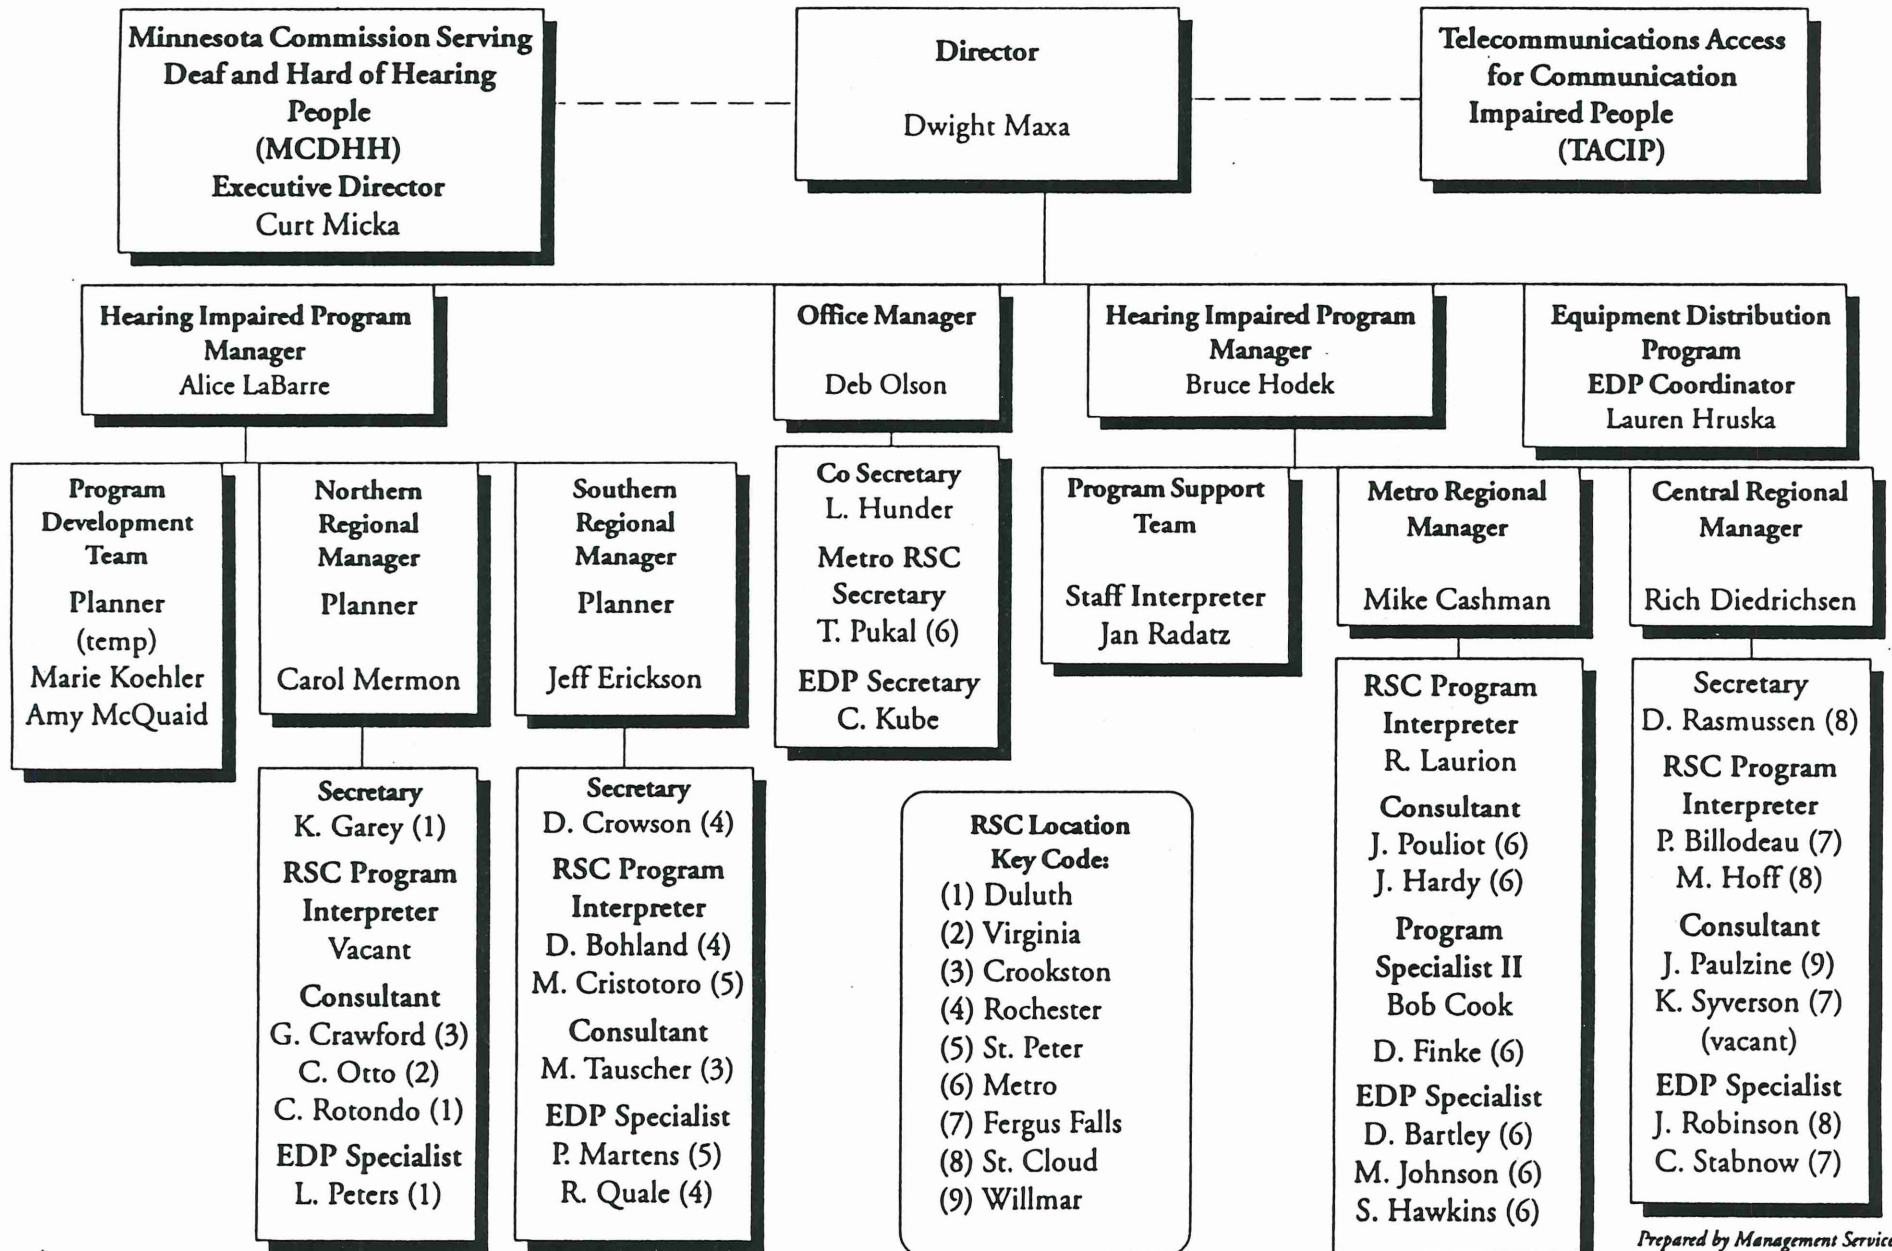 Minnesota Commission Serving
Deaf and Hard of Hearing
People
(MCDHH)
Executive Director
Curt Micka
Director
Dwight Maxa
Telecommunications Access
for Communication
Impaired People
(TACIP)
Hearing Impaired Program
Manager
Alice LaBarre
Office Manager
Deb Olson
Hearing Impaired Program
Manager
Bruce Hodek
Equipment Distribution
Program
EDP Coordinator
Lauren Hruska
Program
Development
Team
Planner
(temp)
Marie Koehler
Amy McQuaid
Northern
Regional
Manager
Planner
Carol Mermon
Southern
Regional
Manager
Planner
Jeff Erickson
Co Secretary
L. Hunder
Metro RSC
Secretary
T. Pukal (6)
EDP Secretary
C. Kube
Program Support
Team
Staff Interpreter
Jan Radatz
Metro Regional
Manager
Mike Cashman
Central Regional
Manager
Rich Diedrichsen
Secretary
K. Garey (1)
RSC Program
Interpreter
Vacant
Consultant
G. Crawford (3)
C. Otto (2)
C. Rotondo (1)
EDP Specialist
L. Peters (1)
Secretary
D. Crowson (4)
RSC Program
Interpreter
D. Bohland (4)
M. Cristotoro (5)
Consultant
M. Tauscher (3)
EDP Specialist
P. Martens (5)
R. Quale (4)
RSC Location
Key Code:
(1) Duluth
(2) Virginia
(3) Crookston
(4) Rochester
(5) St. Peter
(6) Metro
(7) Fergus Falls
(8) St. Cloud
(9) Willmar
RSC Program
Interpreter
R. Laurion
Consultant
J. Pouliot (6)
J. Hardy (6)
Program
Specialist II
Bob Cook
D. Finke (6)
EDP Specialist
D. Bartley (6)
M. Johnson (6)
S. Hawkins (6)
Secretary
D. Rasmussen (8)
RSC Program
Interpreter
P. Billodeau (7)
M. Hoff (8)
Consultant
J. Paulzine (9)
K. Syverson (7)
(vacant)
EDP Specialist
J. Robinson (8)
C. Stabnow (7)
Prepared by Management Service